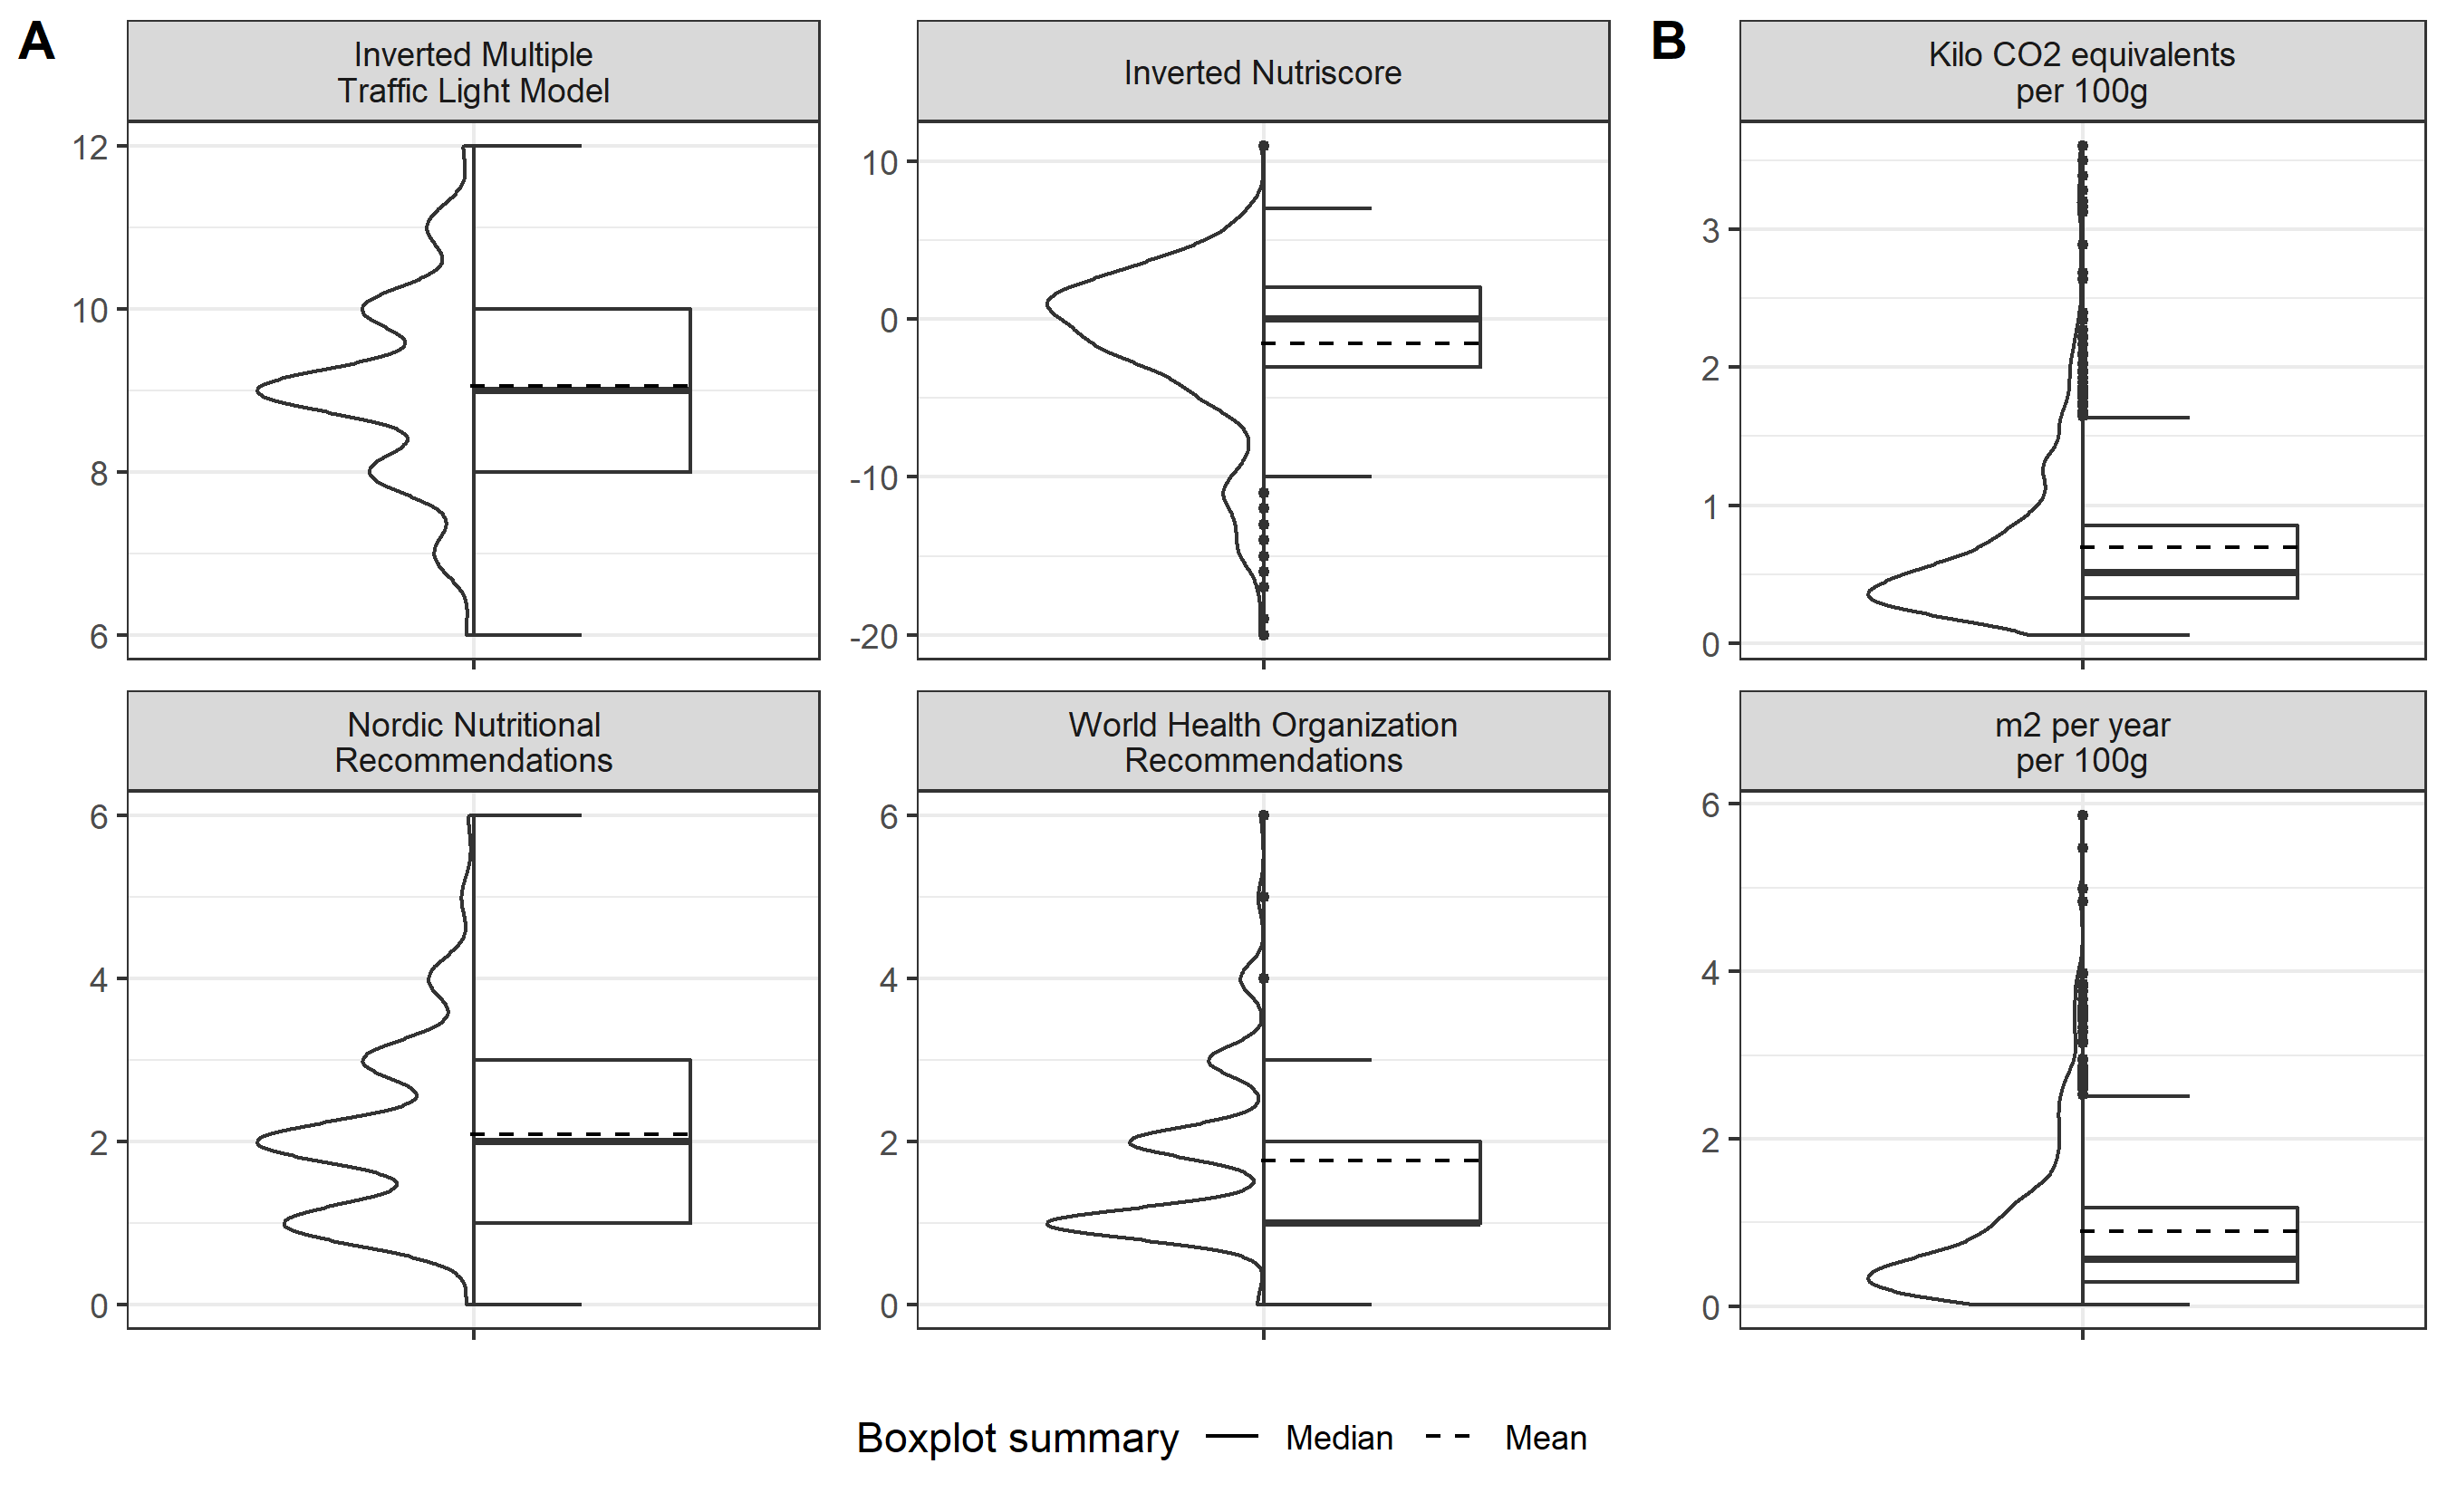 A
Inverted Multiple
Traffic Light Model
12
10
8
6
Inverted Nutriscore
10
0
-10
-20
B
Kilo CO2 equivalents
per 100g
3
2
1
0
Nordic Nutritional
Recommendations
6
4
2
0
World Health Organization
Recommendations
6
4
2
0
m2 per year
per 100g
6
4
2
0
Boxplot summary Median Mean